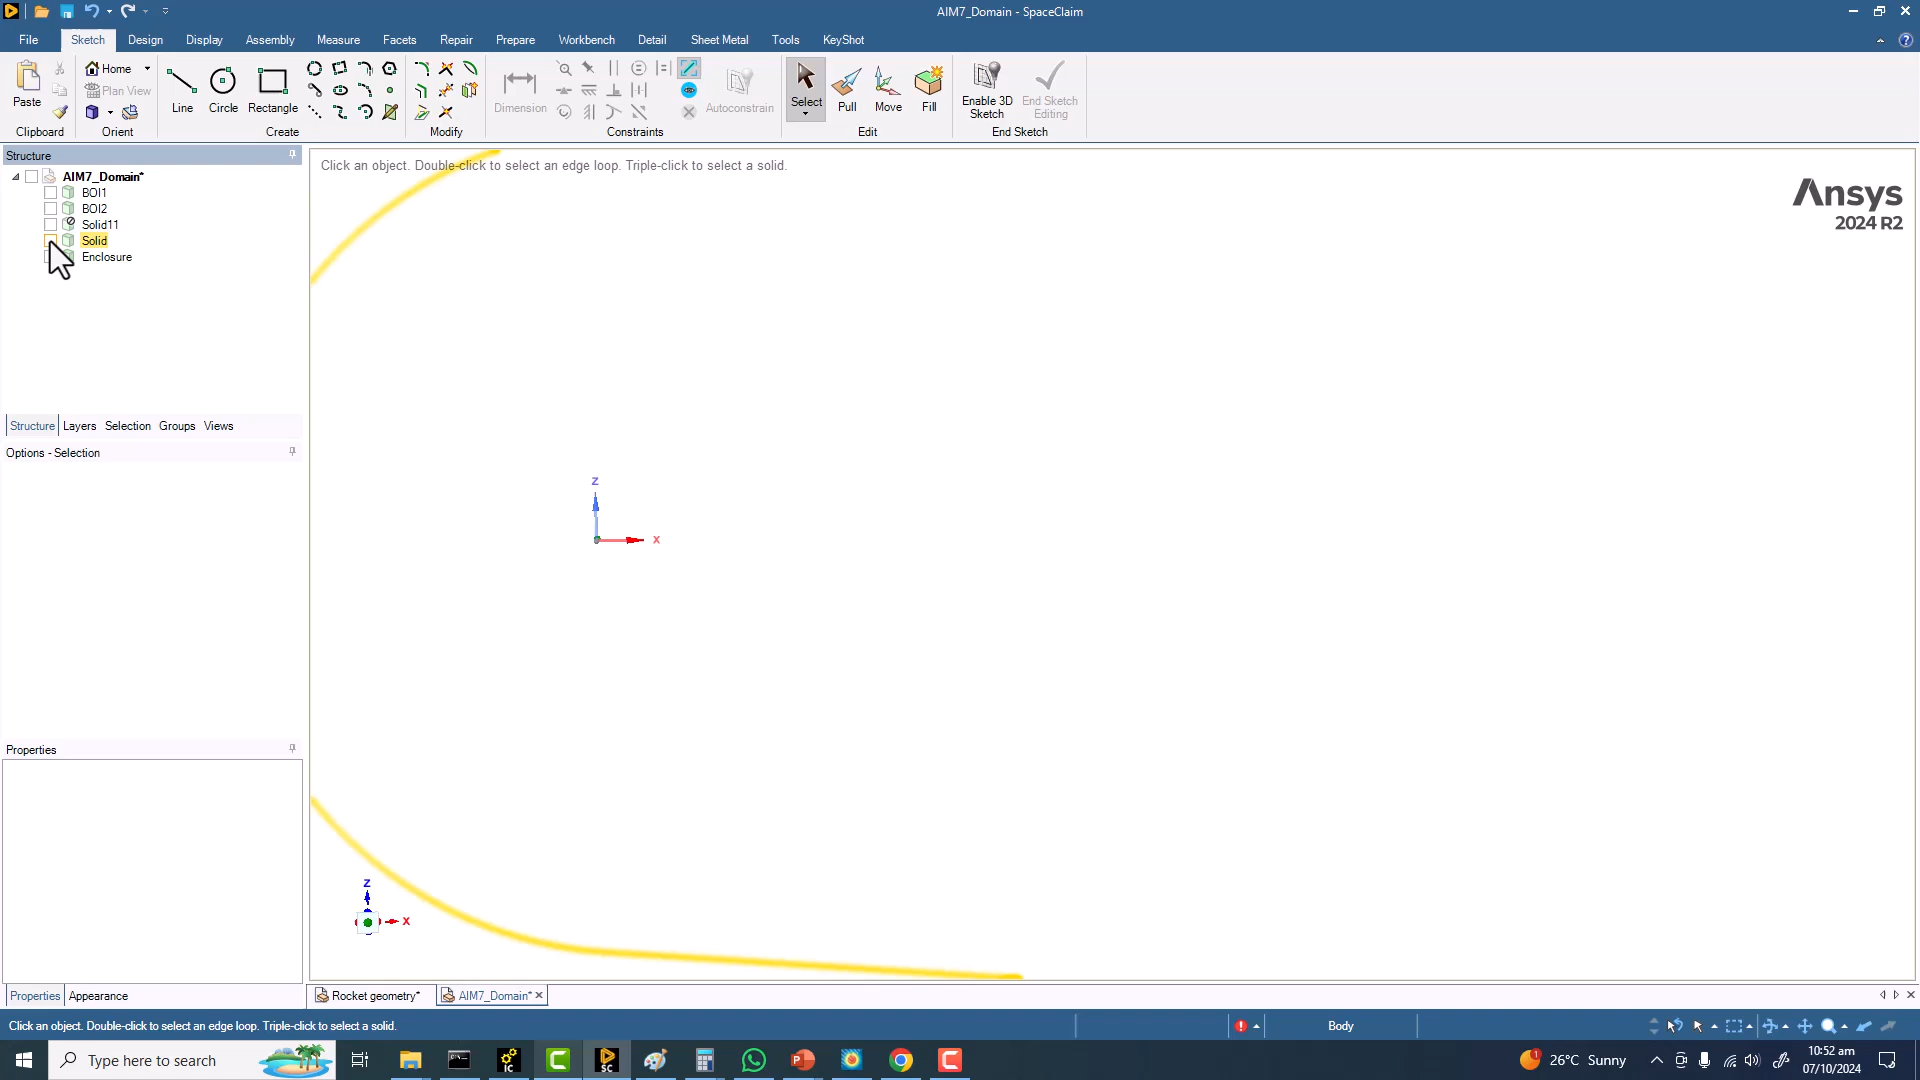 AIM7_Domain - SpaceClaim
File Sketch Design Display Assembly Measure Facets Repair Prepare Workbench Detail Sheet Metal Tools KeyShot
Paste
Home
Plan View
Line Circle Rectangle
Dimension
Autoconstrain
Select Pull Move Fill
Enable 3D Sketch
End Sketch Editing
Clipboard Orient Create Modify Constraints Edit End Sketch
Structure
AIM7_Domain*
BOI1
BOI2
Solid11
Solid
Enclosure
Structure Layers Selection Groups Views
Options - Selection
Properties
Properties Appearance
Click an object. Double-click to select an edge loop. Triple-click to select a solid.
Ansys
2024 R2
Z
X
Z
X
Rocket geometry* AIM7_Domain*
Click an object. Double-click to select an edge loop. Triple-click to select a solid.
Body
Type here to search
IC
SC
26°C Sunny
10:52 am
07/10/2024